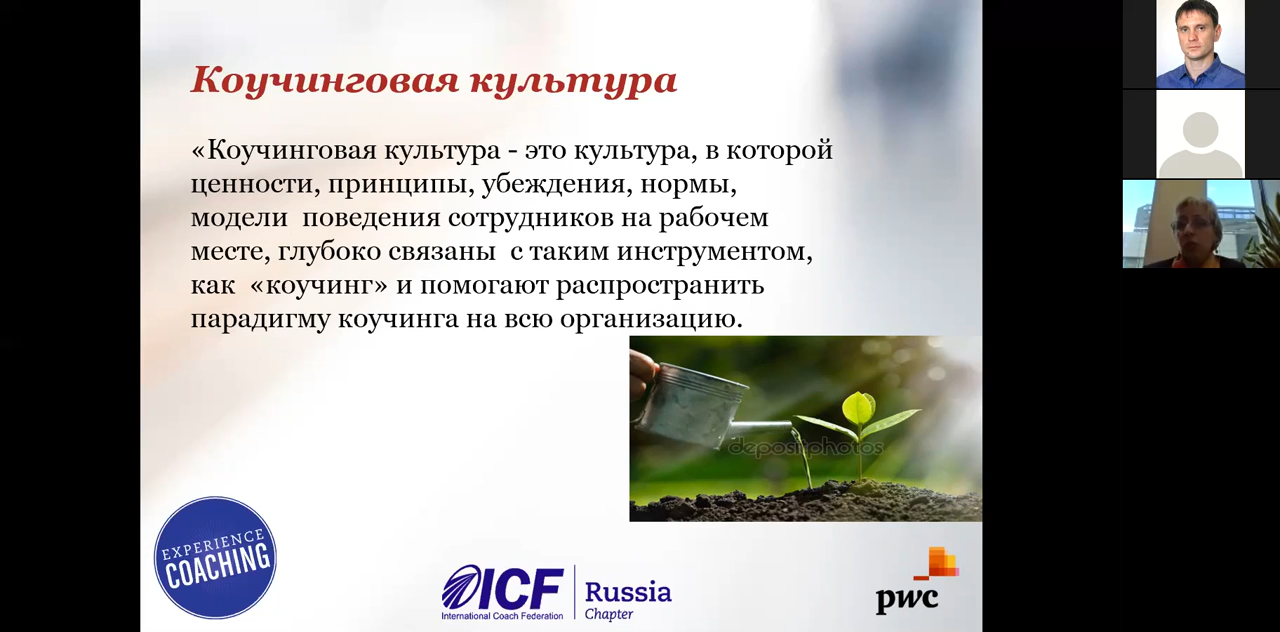 Коучинговая культура
«Коучинговая культура - это культура, в которой
ценности, принципы, убеждения, нормы,
модели поведения сотрудников на рабочем
месте, глубоко связаны с таким инструментом,
как «коучинг» и помогают распространить
парадигму коучинга на всю организацию.
depositphotos
EXPERIENCE
COACHING
ICF
International Coach Federation
Russia
Chapter
pwc